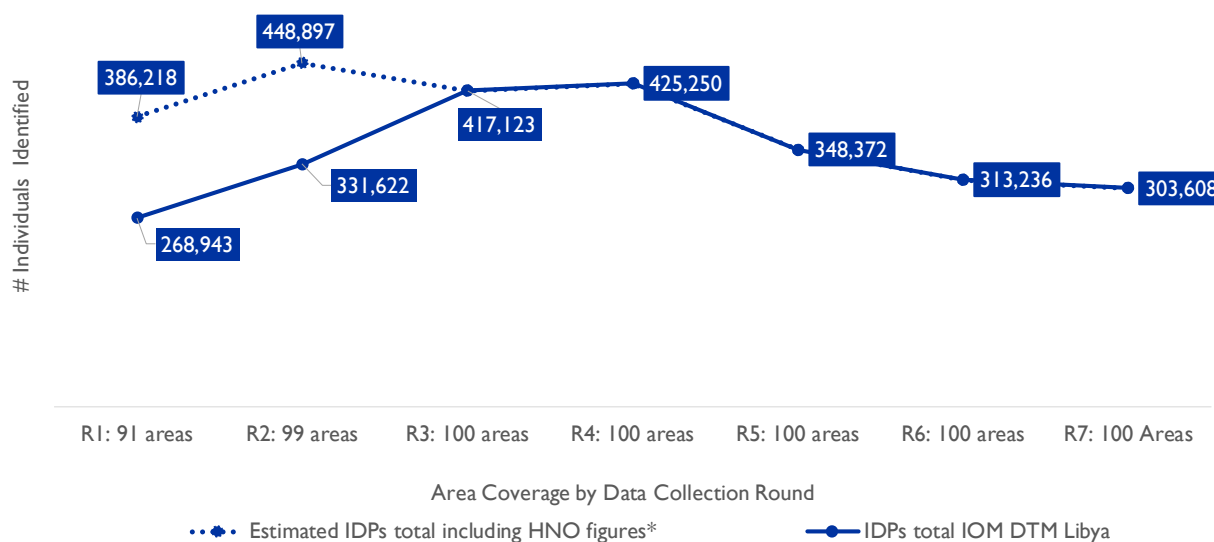 448,897
386,218
425,250
417,123
348,372
331,622
313,236
303,608
268,943
# Individuals Identified
R1: 91 areas
R2: 99 areas
R3: 100 areas
R4: 100 areas
R5: 100 areas
R6: 100 areas
R7: 100 Areas
Area Coverage by Data Collection Round
Estimated IDPs total including HNO figures*
IDPs total IOM DTM Libya